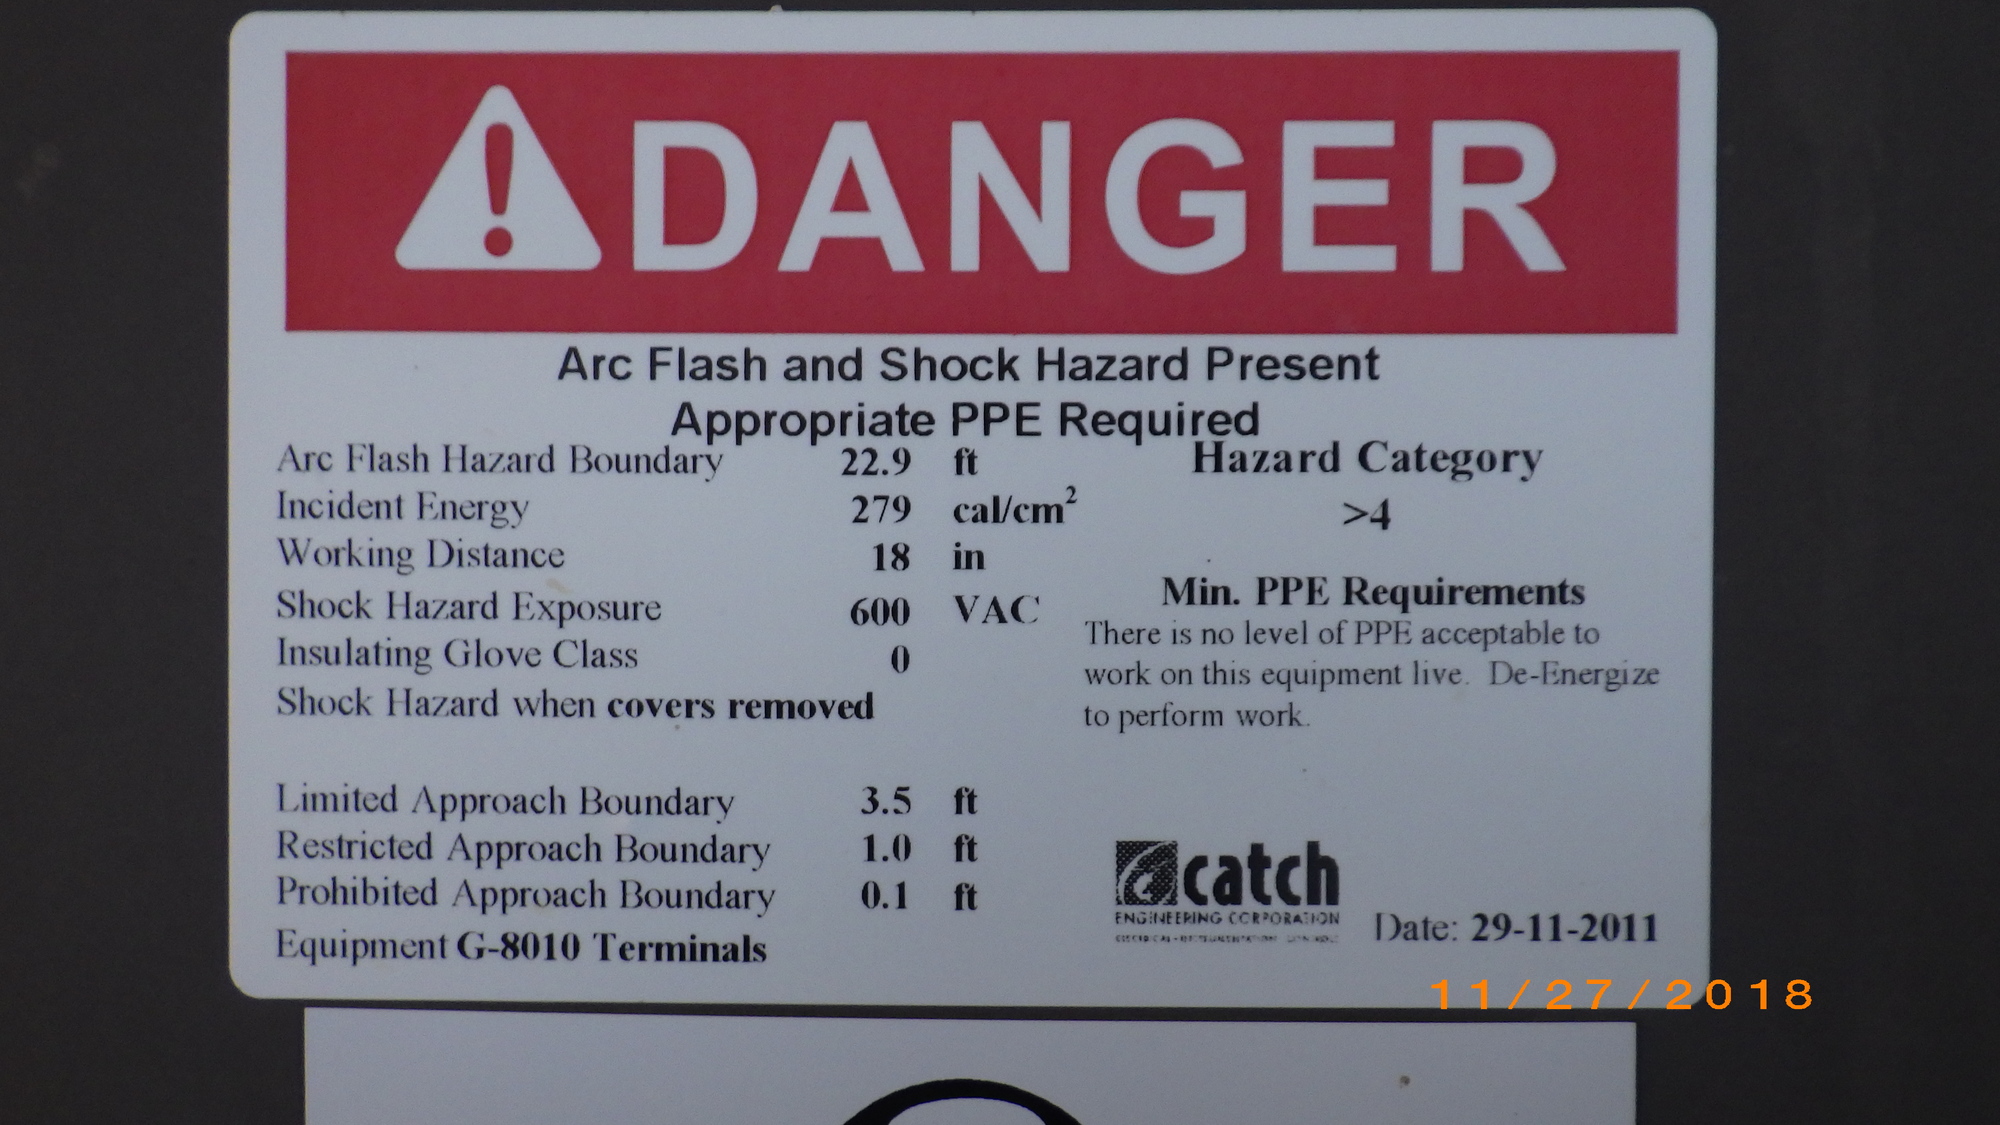 DANGER
Arc Flash and Shock Hazard Present
Appropriate PPE Required
Arc Flash Hazard Boundary 22.9 ft
Incident Energy 279 cal/cm²
Working Distance 18 in
Shock Hazard Exposure 600 VAC
Insulating Glove Class 0
Shock Hazard when covers removed
Limited Approach Boundary 3.5 ft
Restricted Approach Boundary 1.0 ft
Prohibited Approach Boundary 0.1 ft
Equipment G-8010 Terminals
Hazard Category
>4
Min. PPE Requirements
There is no level of PPE acceptable to
work on this equipment live. De-Energize
to perform work.
catch
ENGINEERING CORPORATION
Date: 29-11-2011
11/27/2018